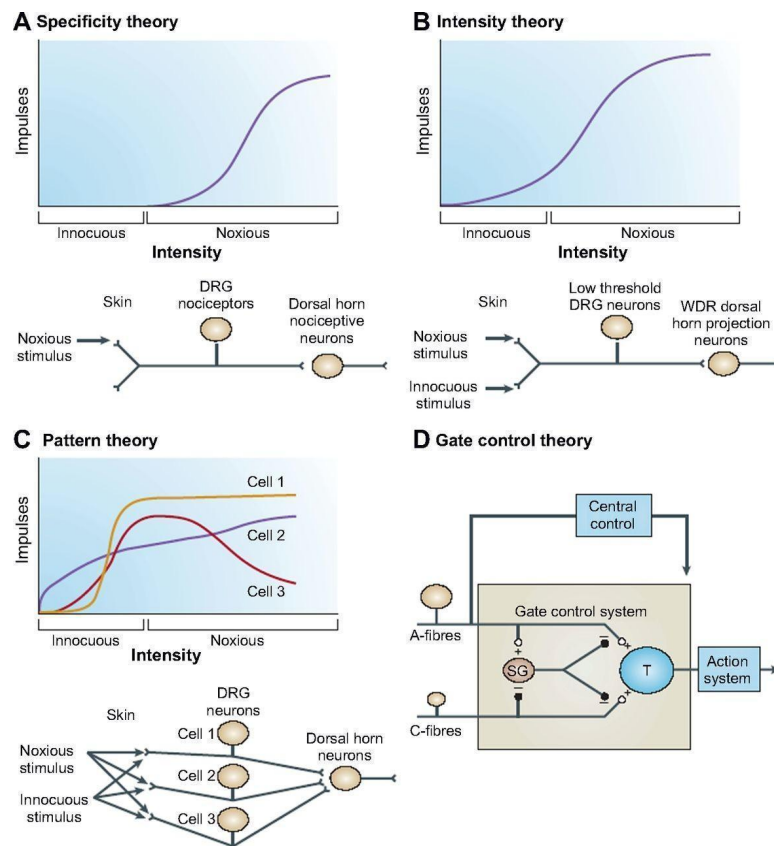 A Specificity theory
Impulses
Innocuous
Noxious
Intensity
Skin
DRG
nociceptors
Dorsal horn
nociceptive
neurons
Noxious
stimulus
B Intensity theory
Impulses
Innocuous
Noxious
Intensity
Skin
Low threshold
DRG neurons
WDR dorsal
horn projection
neurons
Noxious
stimulus
Innocuous
stimulus
C Pattern theory
Impulses
Cell 1
Cell 2
Cell 3
Innocuous
Noxious
Intensity
Skin
DRG
neurons
Cell 1
Cell 2
Cell 3
Dorsal horn
neurons
Noxious
stimulus
Innocuous
stimulus
D Gate control theory
Central
control
Gate control system
A-fibres
+
–
+
SG
T
Action
system
–
–
+
C-fibres